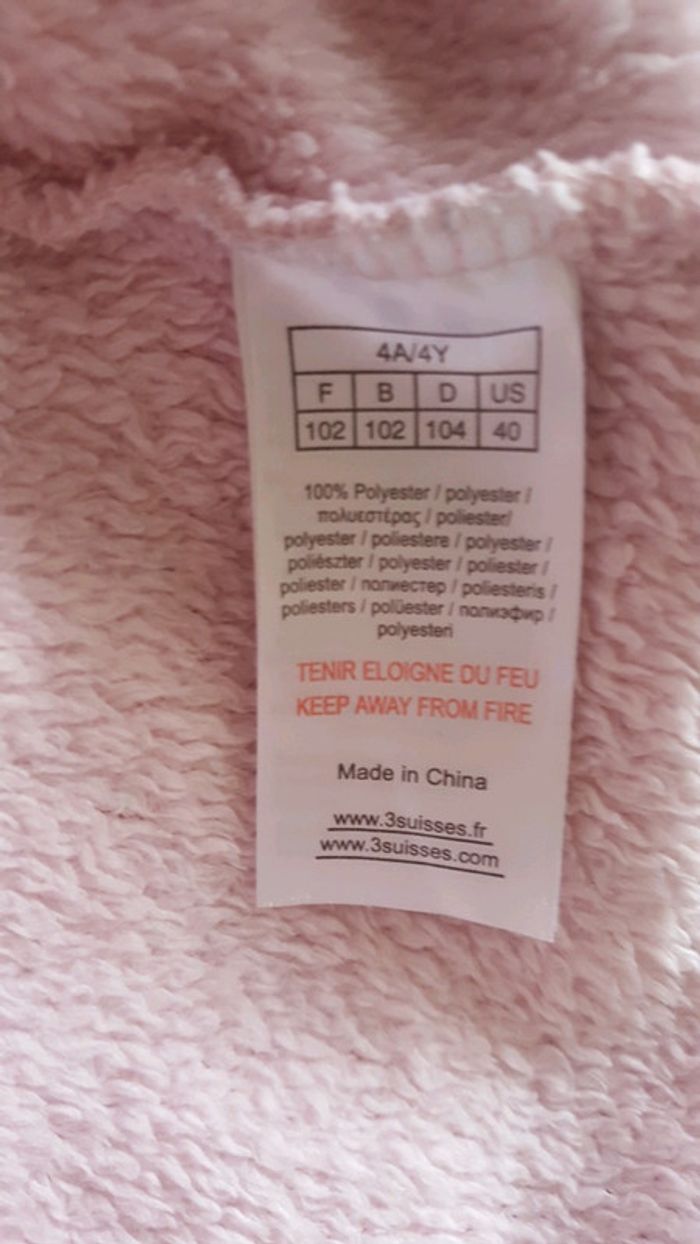 4A/4Y
F B D US
102 102 104 40
100% Polyester / polyester /
πολυεστέρας / poliester/
polyester / poliestere / polyester /
poliészter / polyester / poliester /
poliester / полиестер / poliesteris /
poliesters / polüester / полиэфир /
polyesteri
TENIR ELOIGNE DU FEU
KEEP AWAY FROM FIRE
Made in China
www.3suisses.fr
www.3suisses.com